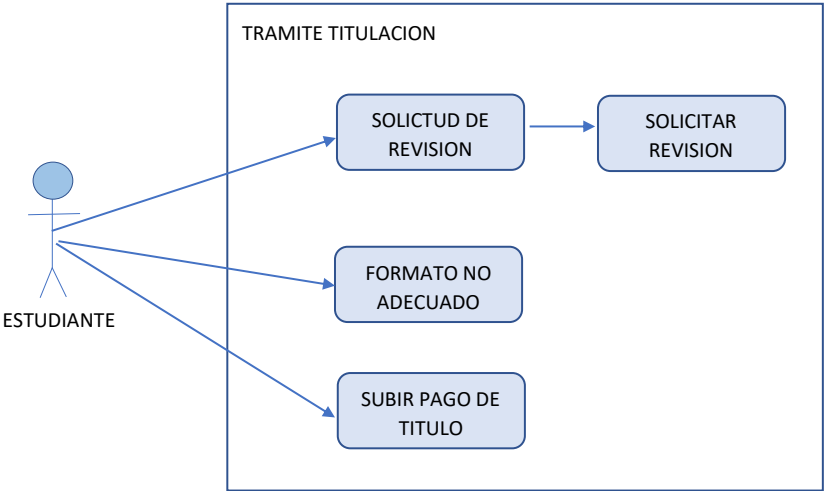 TRAMITE TITULACION
SOLICTUD DE
REVISION
SOLICITAR
REVISION
FORMATO NO
ADECUADO
ESTUDIANTE
SUBIR PAGO DE
TITULO